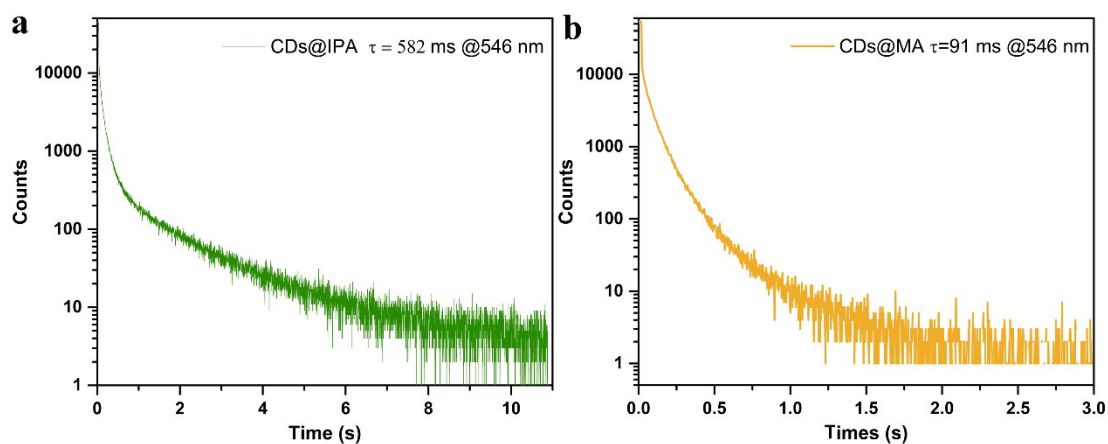 a
CDs@IPA τ = 582 ms @546 nm
10000
1000
100
10
1
Counts
0 2 4 6 8 10
Time (s)
b
CDs@MA τ=91 ms @546 nm
10000
1000
100
10
1
Counts
0.0 0.5 1.0 1.5 2.0 2.5 3.0
Times (s)